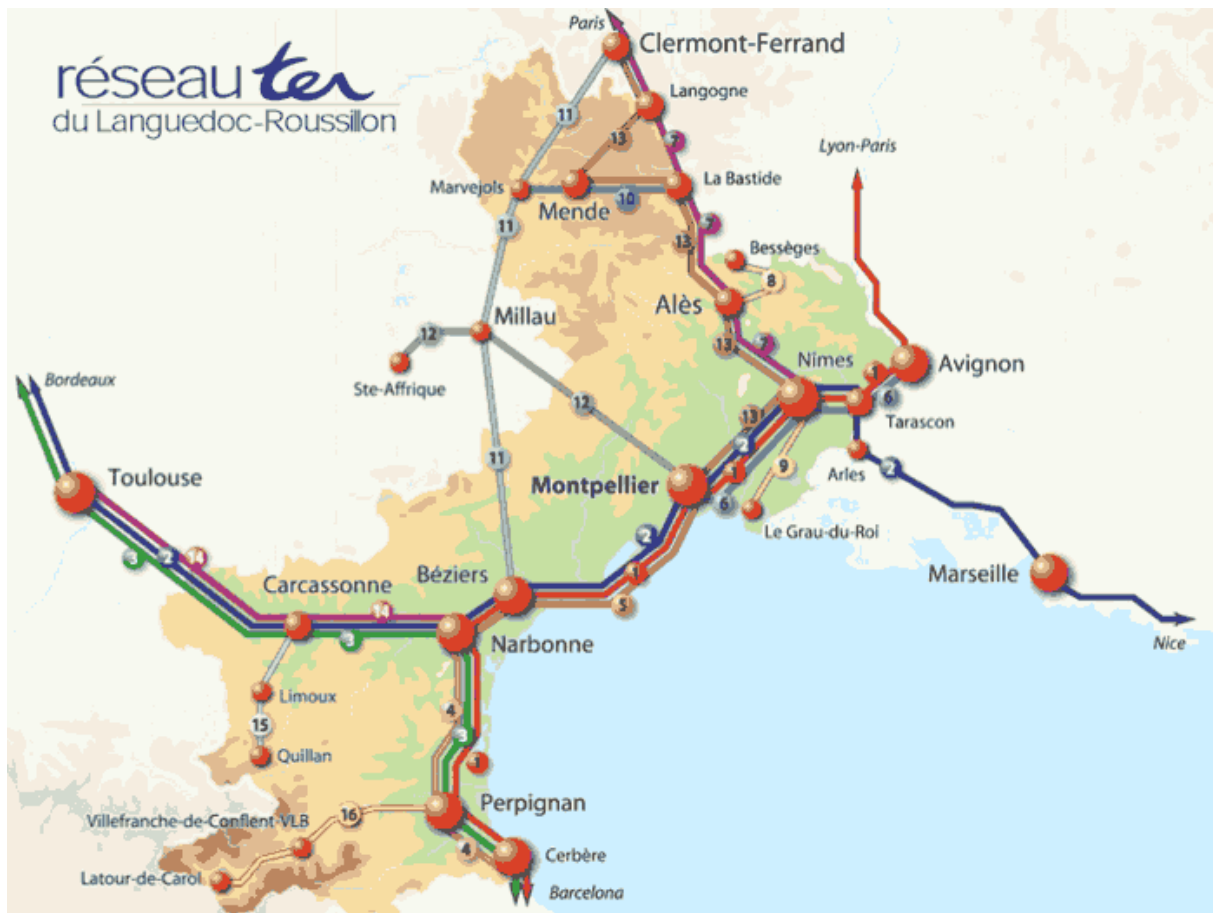 réseau ter
du Languedoc-Roussillon
Paris
Clermont-Ferrand
Langogne
11
13
7
Lyon-Paris
Marvejols
La Bastide
Mende
10
11
7
13
Bessèges
8
Alès
Millau
12
13
7
Nîmes
Ste-Affrique
Avignon
1
6
Bordeaux
12
13
Tarascon
2
11
9
Arles
2
Toulouse
Montpellier
1
6
Le Grau-du-Roi
2
3
2
14
Carcassonne
Béziers
1
Marseille
14
5
3
Narbonne
Nice
Limoux
4
15
3
Quillan
1
Perpignan
Villefranche-de-Conflent-VLB
16
4
Cerbère
Latour-de-Carol
Barcelona